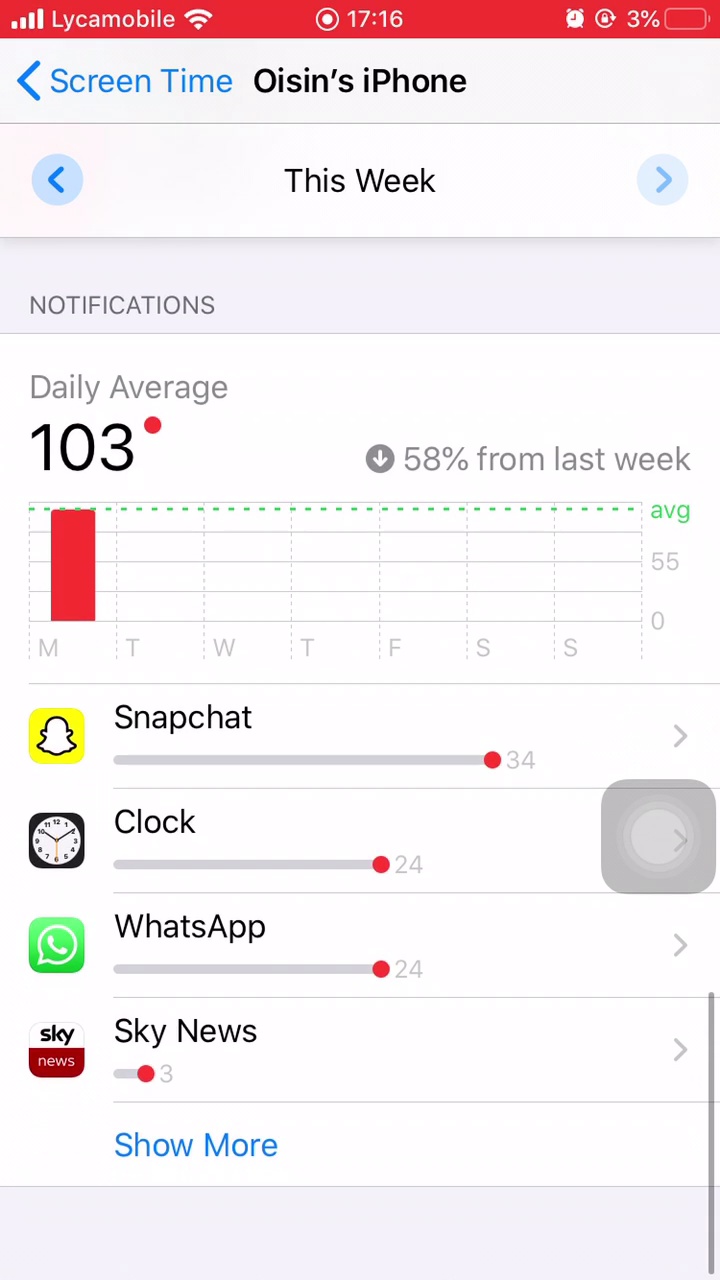 Lycamobile 17:16 3%
Screen Time Oisin's iPhone
This Week
NOTIFICATIONS
Daily Average
103
58% from last week
avg
55
0
M T W T F S S
Snapchat
34
Clock
24
WhatsApp
24
sky news
Sky News
3
Show More